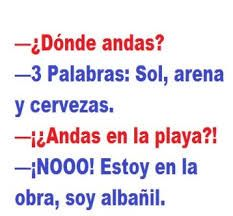 —¿Dónde andas?
—3 Palabras: Sol, arena
y cervezas.
—¡¿Andas en la playa?!
—¡NOOO! Estoy en la
obra, soy albañil.